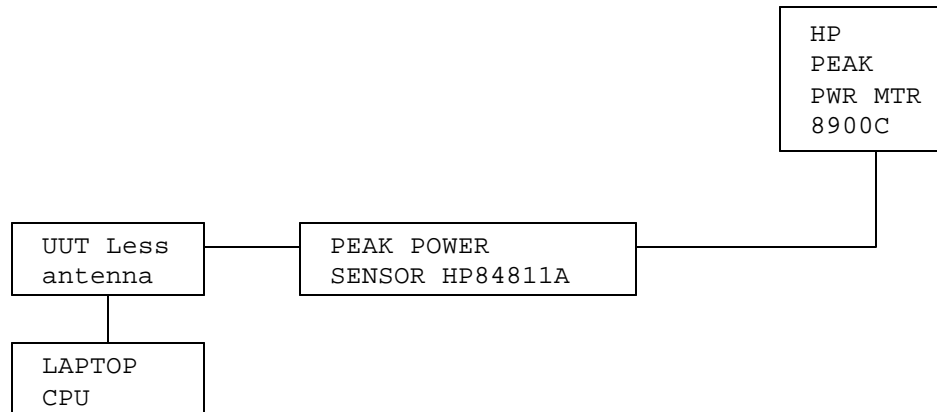 HP
PEAK
PWR MTR
8900C
UUT Less
antenna
PEAK POWER
SENSOR HP84811A
LAPTOP
CPU